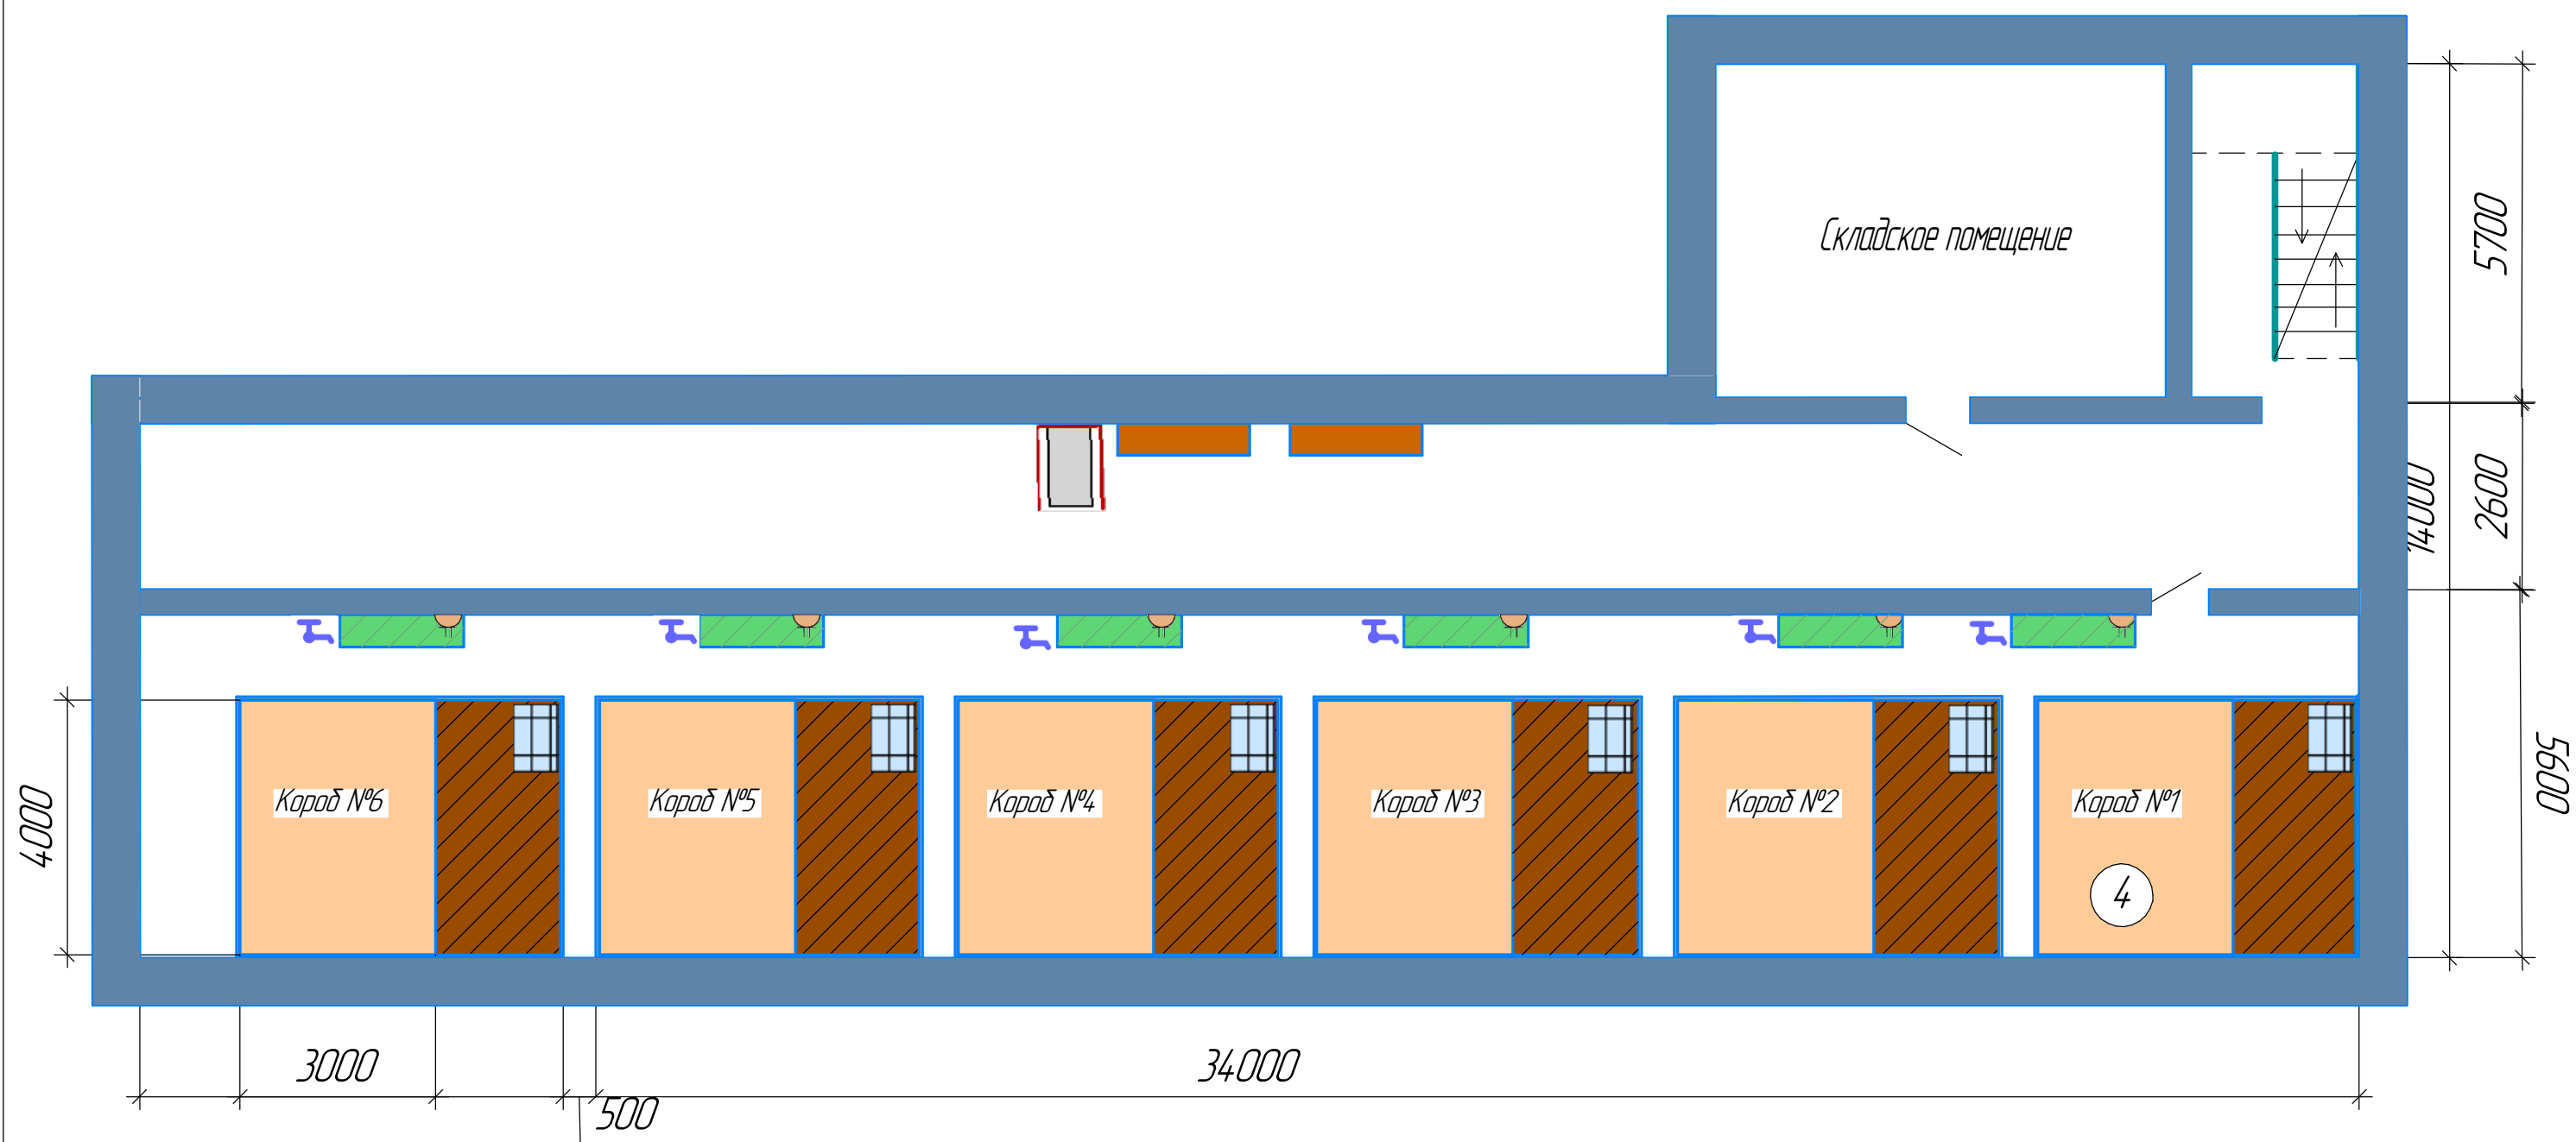 Складское помещение
5700
14000
2600
Короб №6
Короб №5
Короб №4
Короб №3
Короб №2
Короб №1
4
4000
5600
3000
34000
500